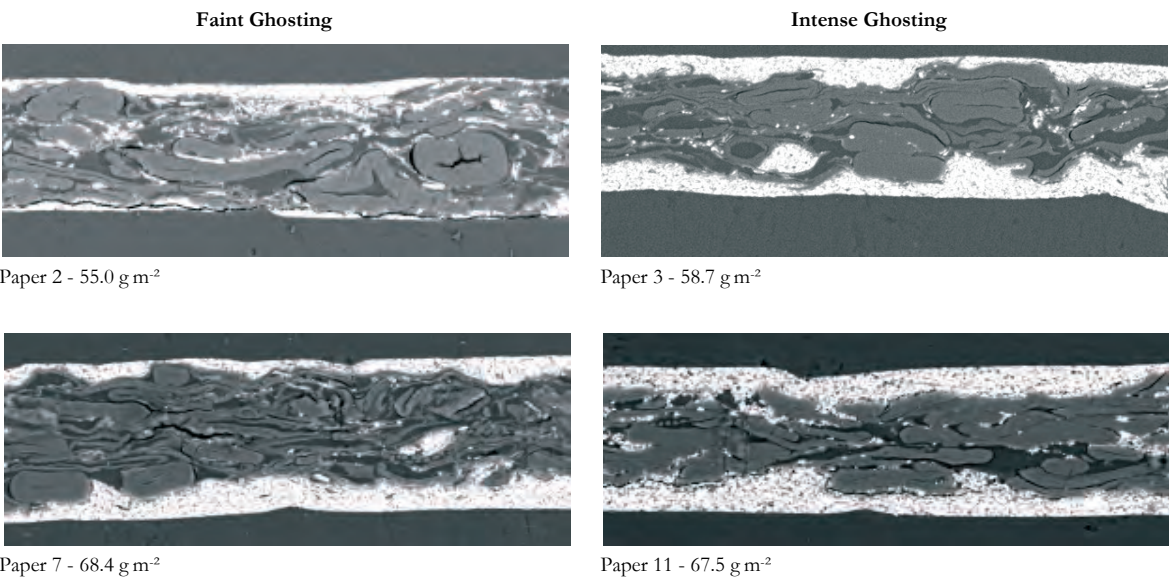 Faint Ghosting
Intense Ghosting
Paper 2 - 55.0 g m⁻²
Paper 3 - 58.7 g m⁻²
Paper 7 - 68.4 g m⁻²
Paper 11 - 67.5 g m⁻²